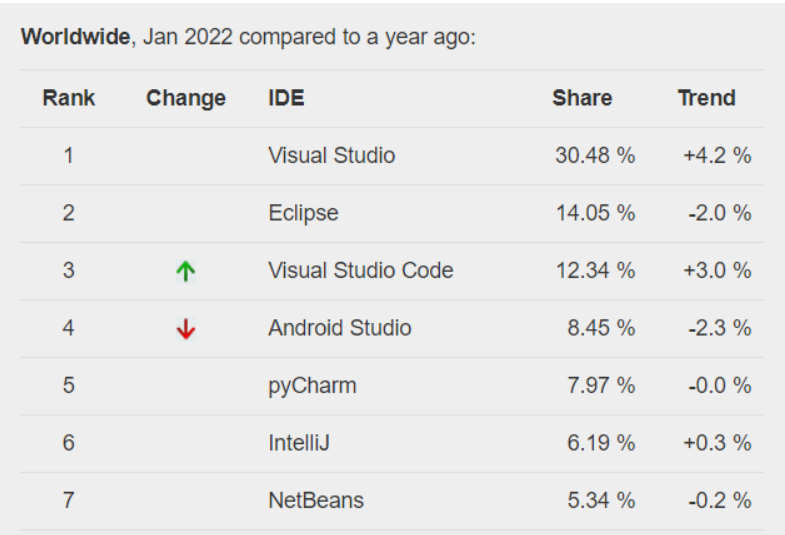 Worldwide, Jan 2022 compared to a year ago:
Rank Change IDE Share Trend
1 Visual Studio 30.48 % +4.2 %
2 Eclipse 14.05 % -2.0 %
3 Visual Studio Code 12.34 % +3.0 %
4 Android Studio 8.45 % -2.3 %
5 pyCharm 7.97 % -0.0 %
6 IntelliJ 6.19 % +0.3 %
7 NetBeans 5.34 % -0.2 %